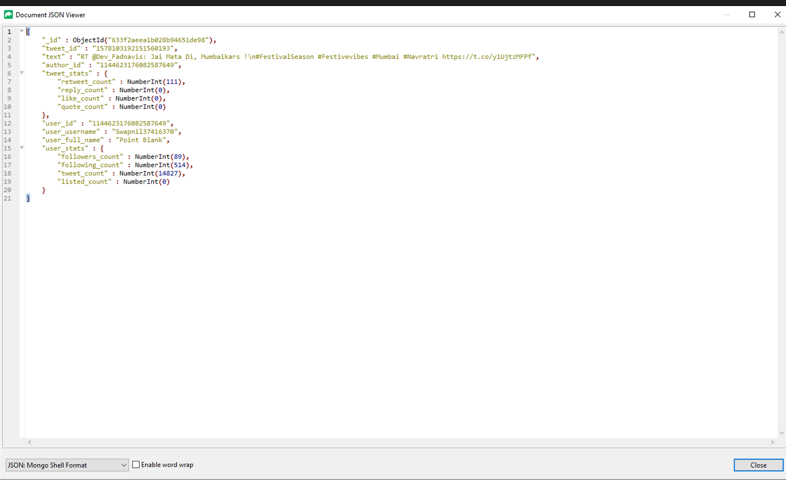 Document JSON Viewer
1 {
2 "_id" : ObjectId("633f2aeea1b028b94651de98"),
3 "tweet_id" : "1578103192151560193",
4 "text" : "RT @Dev_Fadnavis: Jai Mata Di, Mumbaikars !\n#FestivalSeason #Festivevibes #Mumbai #Navratri https://t.co/y1UjtzMFPf",
5 "author_id" : "1144623176082587649",
6 "tweet_stats" : {
7 "retweet_count" : NumberInt(111),
8 "reply_count" : NumberInt(0),
9 "like_count" : NumberInt(0),
10 "quote_count" : NumberInt(0)
11 },
12 "user_id" : "1144623176082587649",
13 "user_username" : "Swapnil37416370",
14 "user_full_name" : "Point Blank",
15 "user_stats" : {
16 "followers_count" : NumberInt(89),
17 "following_count" : NumberInt(514),
18 "tweet_count" : NumberInt(14827),
19 "listed_count" : NumberInt(0)
20 }
21 }
JSON: Mongo Shell Format
Enable word wrap
Close